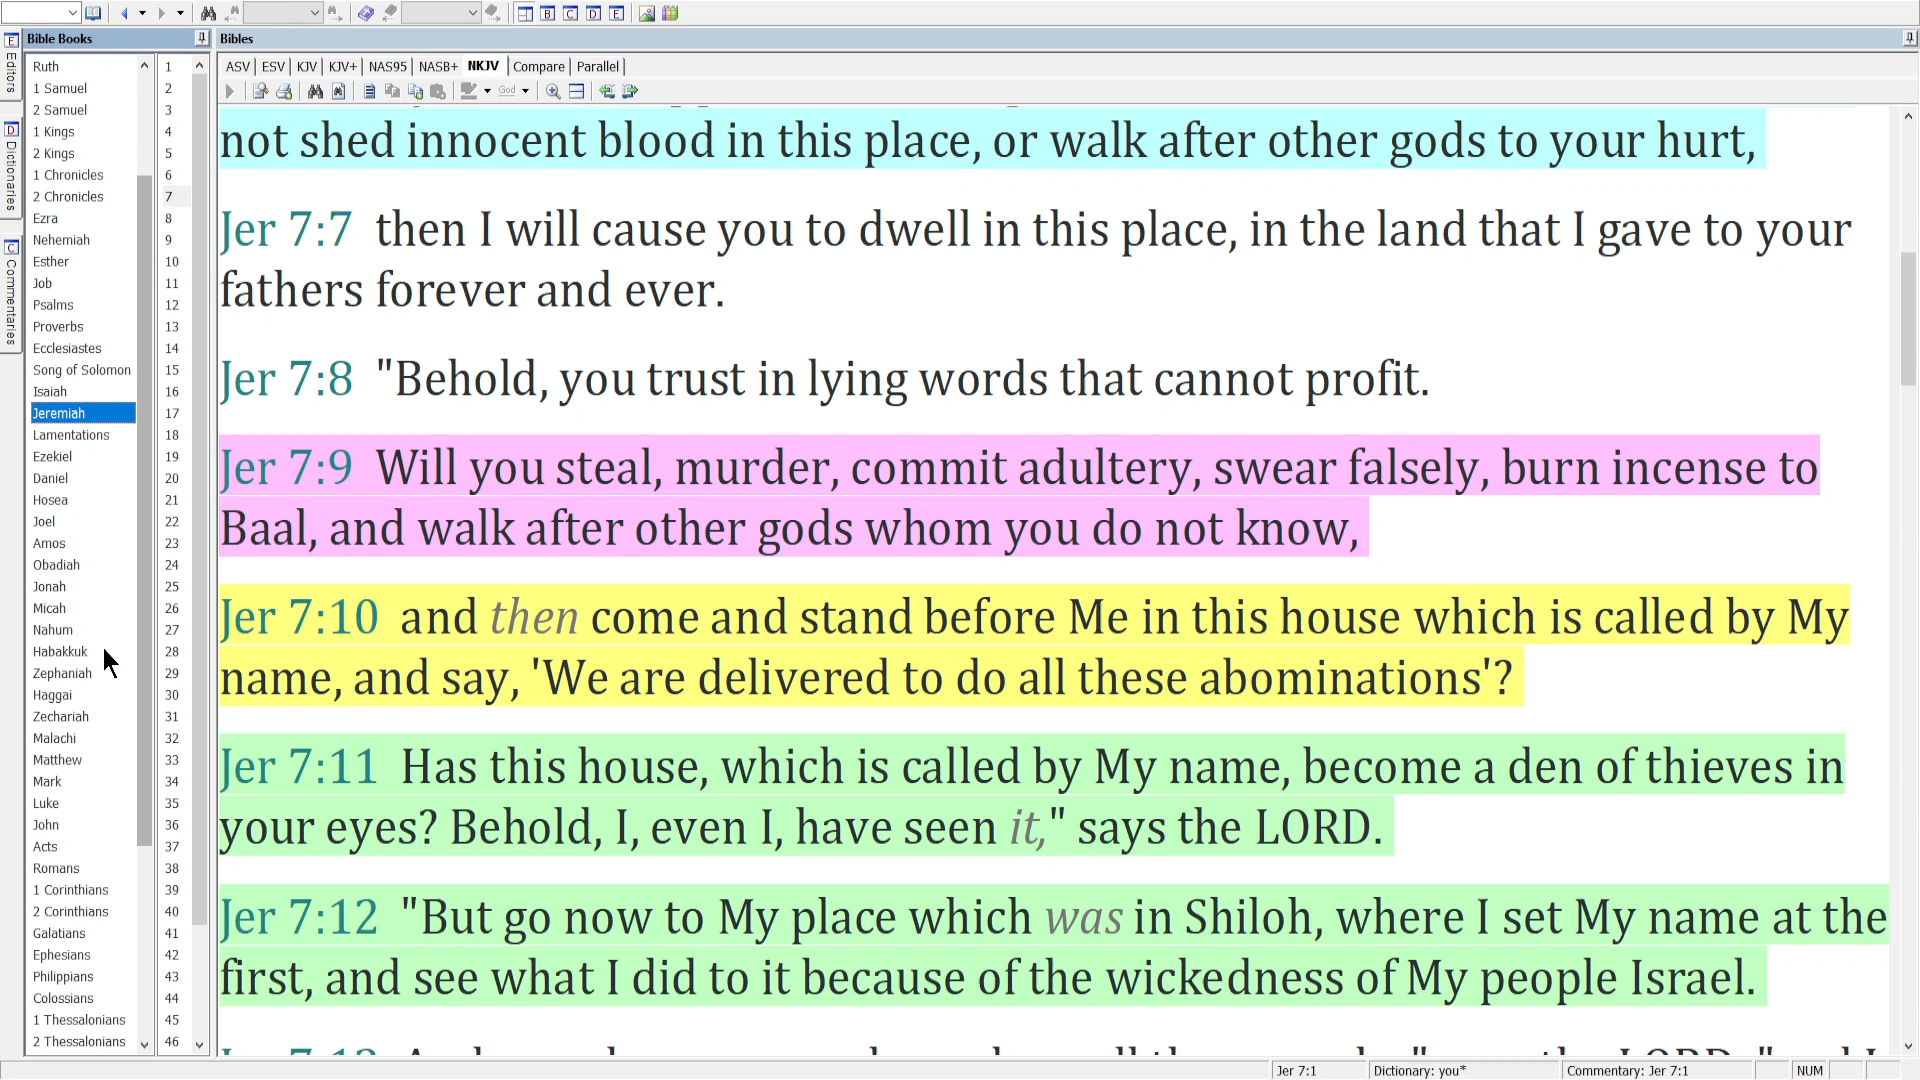 B C D E
Bible Books
Bibles
E Editors
D Dictionaries
C Commentaries
ASV ESV KJV KJV+ NAS95 NASB+ NKJV Compare Parallel
God
Ruth 1
1 Samuel 2
2 Samuel 3
1 Kings 4
2 Kings 5
1 Chronicles 6
2 Chronicles 7
Ezra 8
Nehemiah 9
Esther 10
Job 11
Psalms 12
Proverbs 13
Ecclesiastes 14
Song of Solomon 15
Isaiah 16
Jeremiah 17
Lamentations 18
Ezekiel 19
Daniel 20
Hosea 21
Joel 22
Amos 23
Obadiah 24
Jonah 25
Micah 26
Nahum 27
Habakkuk 28
Zephaniah 29
Haggai 30
Zechariah 31
Malachi 32
Matthew 33
Mark 34
Luke 35
John 36
Acts 37
Romans 38
1 Corinthians 39
2 Corinthians 40
Galatians 41
Ephesians 42
Philippians 43
Colossians 44
1 Thessalonians 45
2 Thessalonians 46
not shed innocent blood in this place, or walk after other gods to your hurt,
Jer 7:7 then I will cause you to dwell in this place, in the land that I gave to your
fathers forever and ever.
Jer 7:8 "Behold, you trust in lying words that cannot profit.
Jer 7:9 Will you steal, murder, commit adultery, swear falsely, burn incense to
Baal, and walk after other gods whom you do not know,
Jer 7:10 and then come and stand before Me in this house which is called by My
name, and say, 'We are delivered to do all these abominations'?
Jer 7:11 Has this house, which is called by My name, become a den of thieves in
your eyes? Behold, I, even I, have seen it," says the LORD.
Jer 7:12 "But go now to My place which was in Shiloh, where I set My name at the
first, and see what I did to it because of the wickedness of My people Israel.
Jer 7:1 Dictionary: you* Commentary: Jer 7:1 NUM